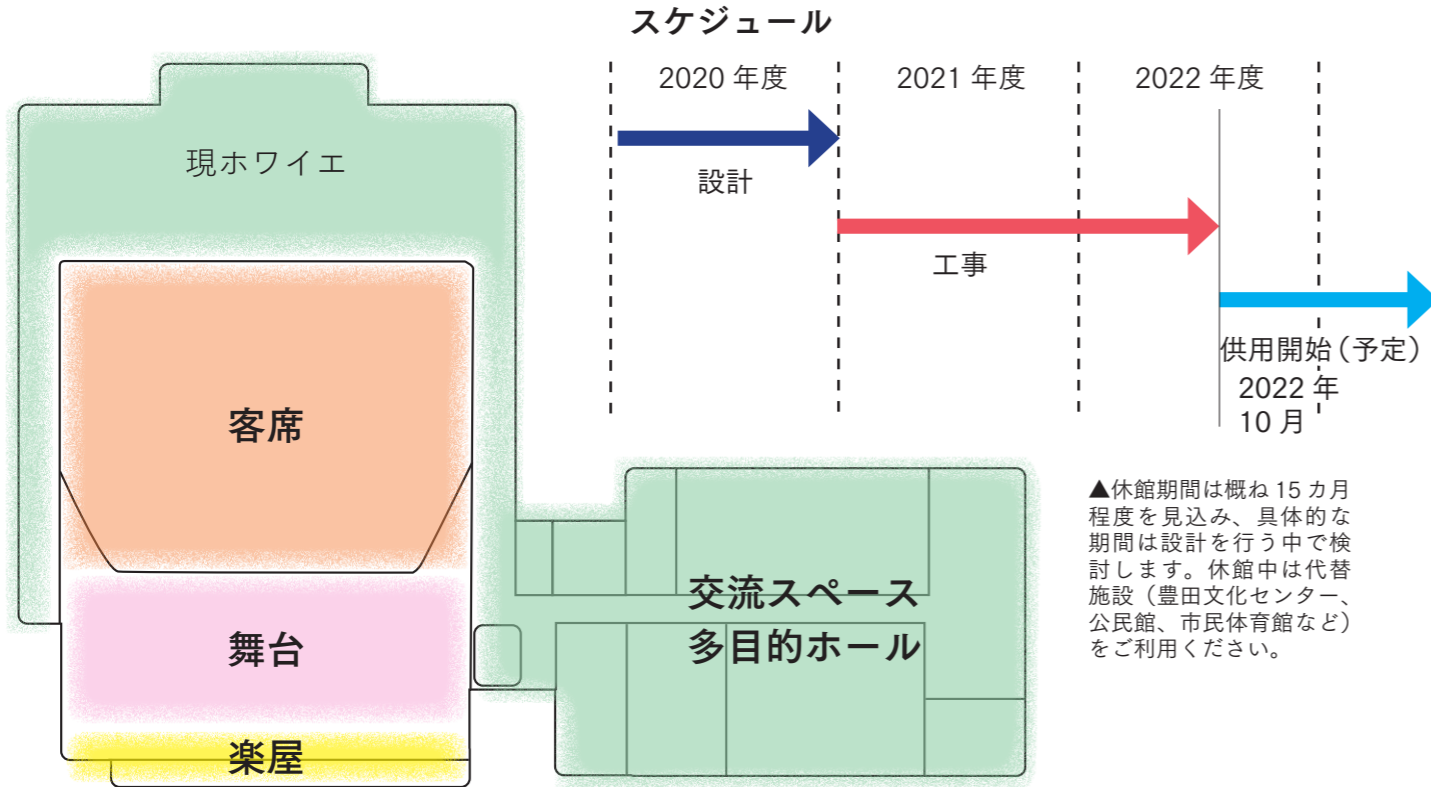 スケジュール
2020 年度
2021 年度
2022 年度
設計
工事
供用開始（予定）
2022 年
10 月
現ホワイエ
客席
舞台
楽屋
交流スペース
多目的ホール
▲休館期間は概ね 15 カ月
程度を見込み、具体的な
期間は設計を行う中で検
討します。休館中は代替
施設（豊田文化センター、
公民館、市民体育館など）
をご利用ください。